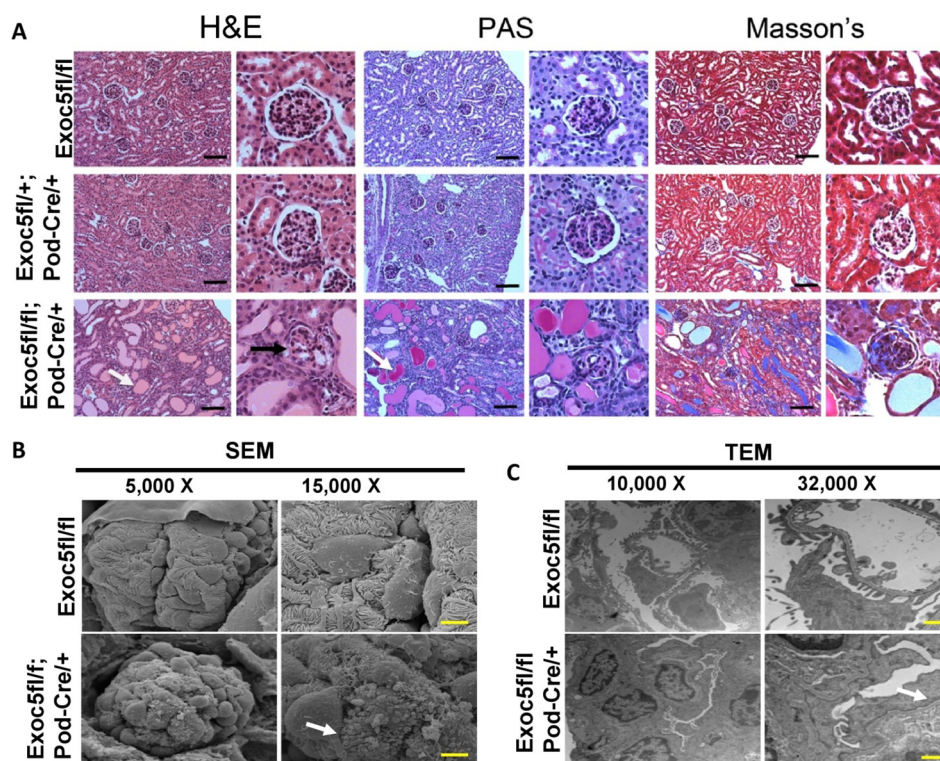 A
H&E
PAS
Masson's
Exoc5fl/fl
Exoc5fl/+;
Pod-Cre/+
Exoc5fl/fl;
Pod-Cre/+
B
SEM
5,000 X
15,000 X
Exoc5fl/fl
Exoc5fl/f;
Pod-Cre/+
C
TEM
10,000 X
32,000 X
Exoc5fl/fl
Exoc5fl/fl
Pod-Cre/+